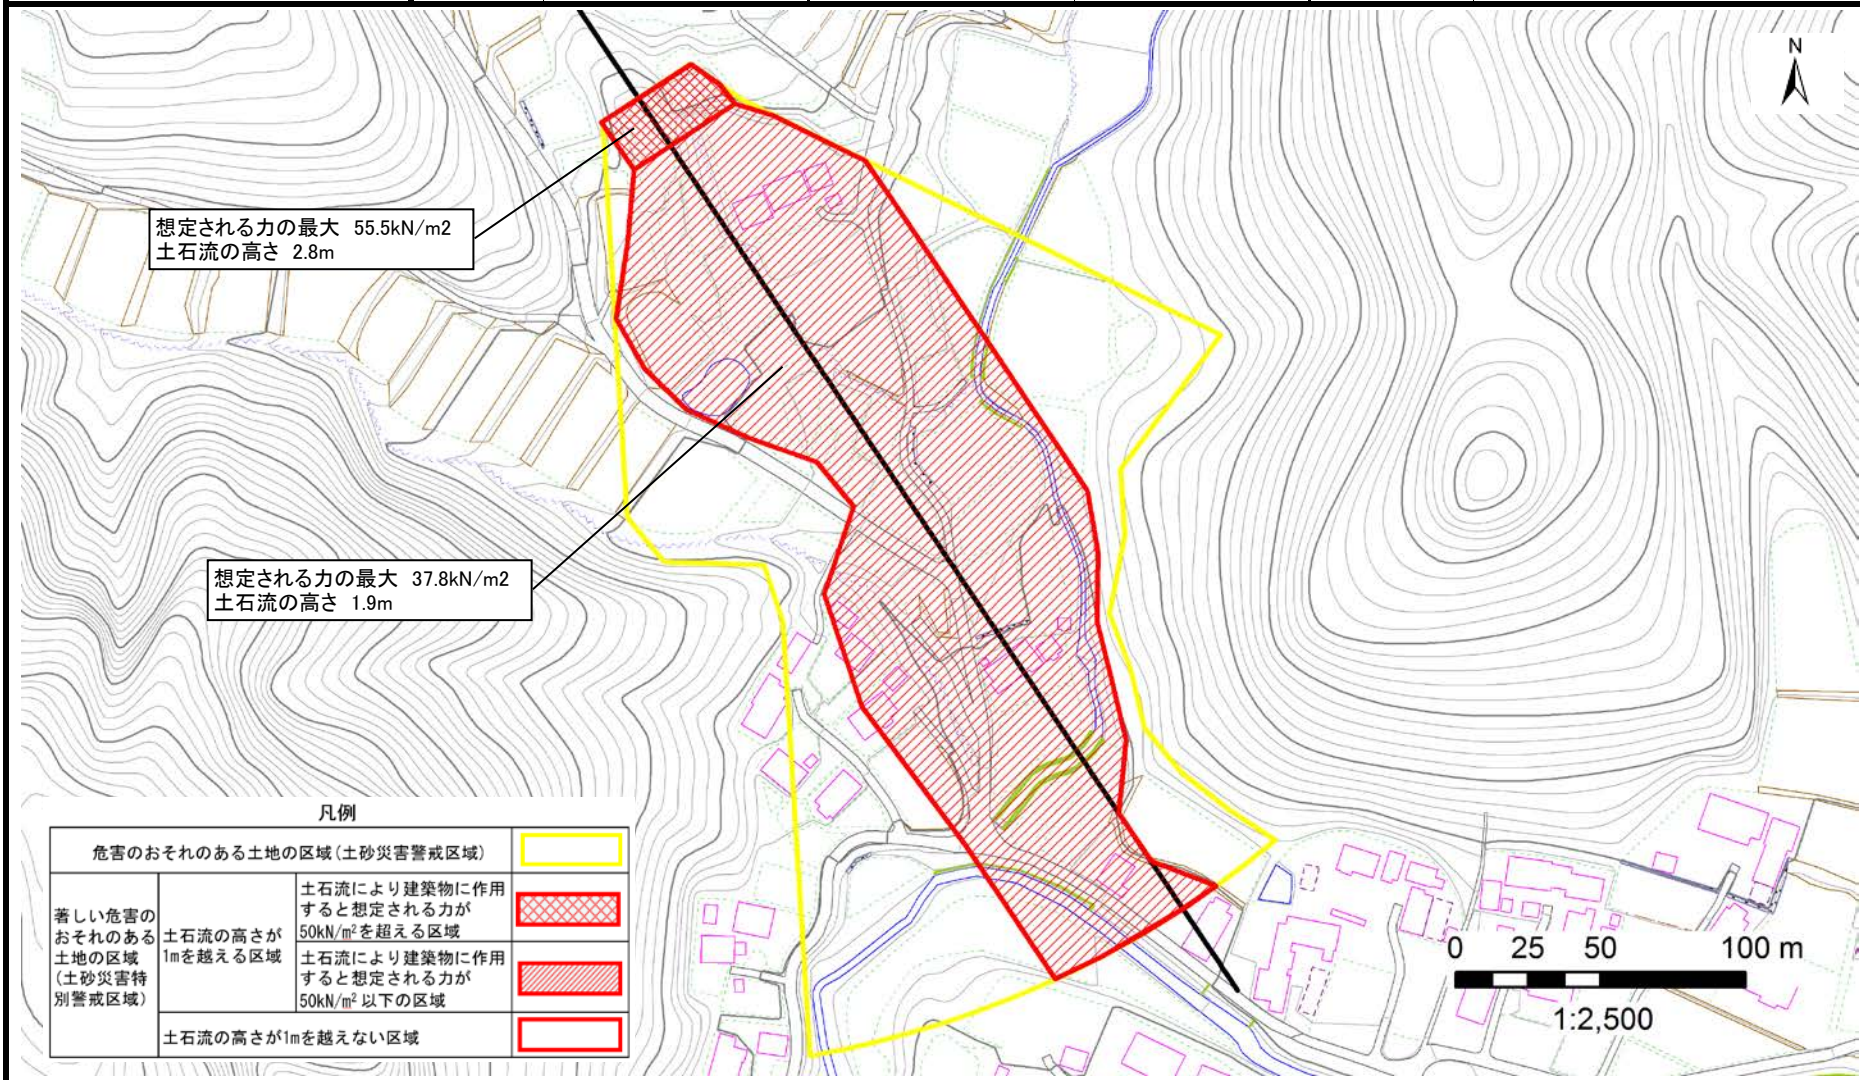 N
想定される力の最大 55.5kN/m2
土石流の高さ 2.8m
想定される力の最大 37.8kN/m2
土石流の高さ 1.9m
凡例
危害のおそれのある土地の区域(土砂災害警戒区域)
著しい危害の
おそれのある
土地の区域
(土砂災害特
別警戒区域)
土石流の高さが
1mを越える区域
土石流により建築物に作用
すると想定される力が
50kN/m²を超える区域
土石流により建築物に作用
すると想定される力が
50kN/m² 以下の区域
土石流の高さが1mを越えない区域
0 25 50 100 m
1:2,500